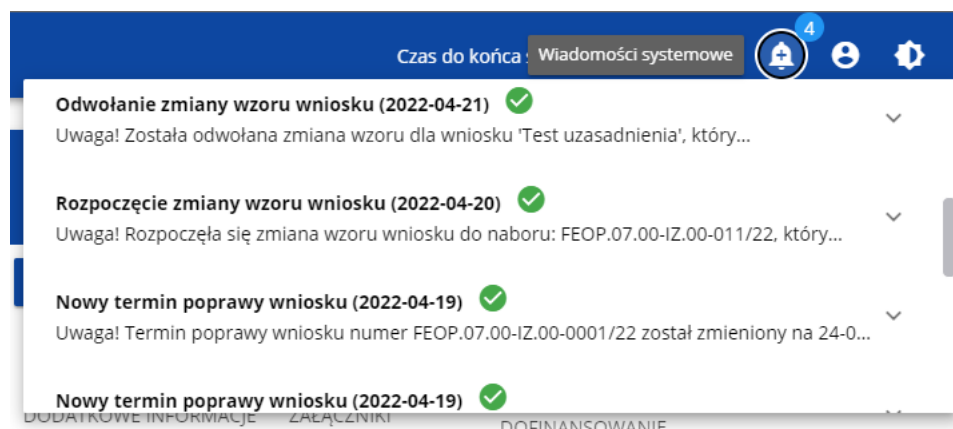 4
Czas do końca
Wiadomości systemowe
Odwołanie zmiany wzoru wniosku (2022-04-21)
Uwaga! Została odwołana zmiana wzoru dla wniosku 'Test uzasadnienia', który...
Rozpoczęcie zmiany wzoru wniosku (2022-04-20)
Uwaga! Rozpoczęła się zmiana wzoru wniosku do naboru: FEOP.07.00-IZ.00-011/22, który...
Nowy termin poprawy wniosku (2022-04-19)
Uwaga! Termin poprawy wniosku numer FEOP.07.00-IZ.00-0001/22 został zmieniony na 24-0...
Nowy termin poprawy wniosku (2022-04-19)
DODATKOWE INFORMACJE ZAŁĄCZNIKI DOFINANSOWANIE